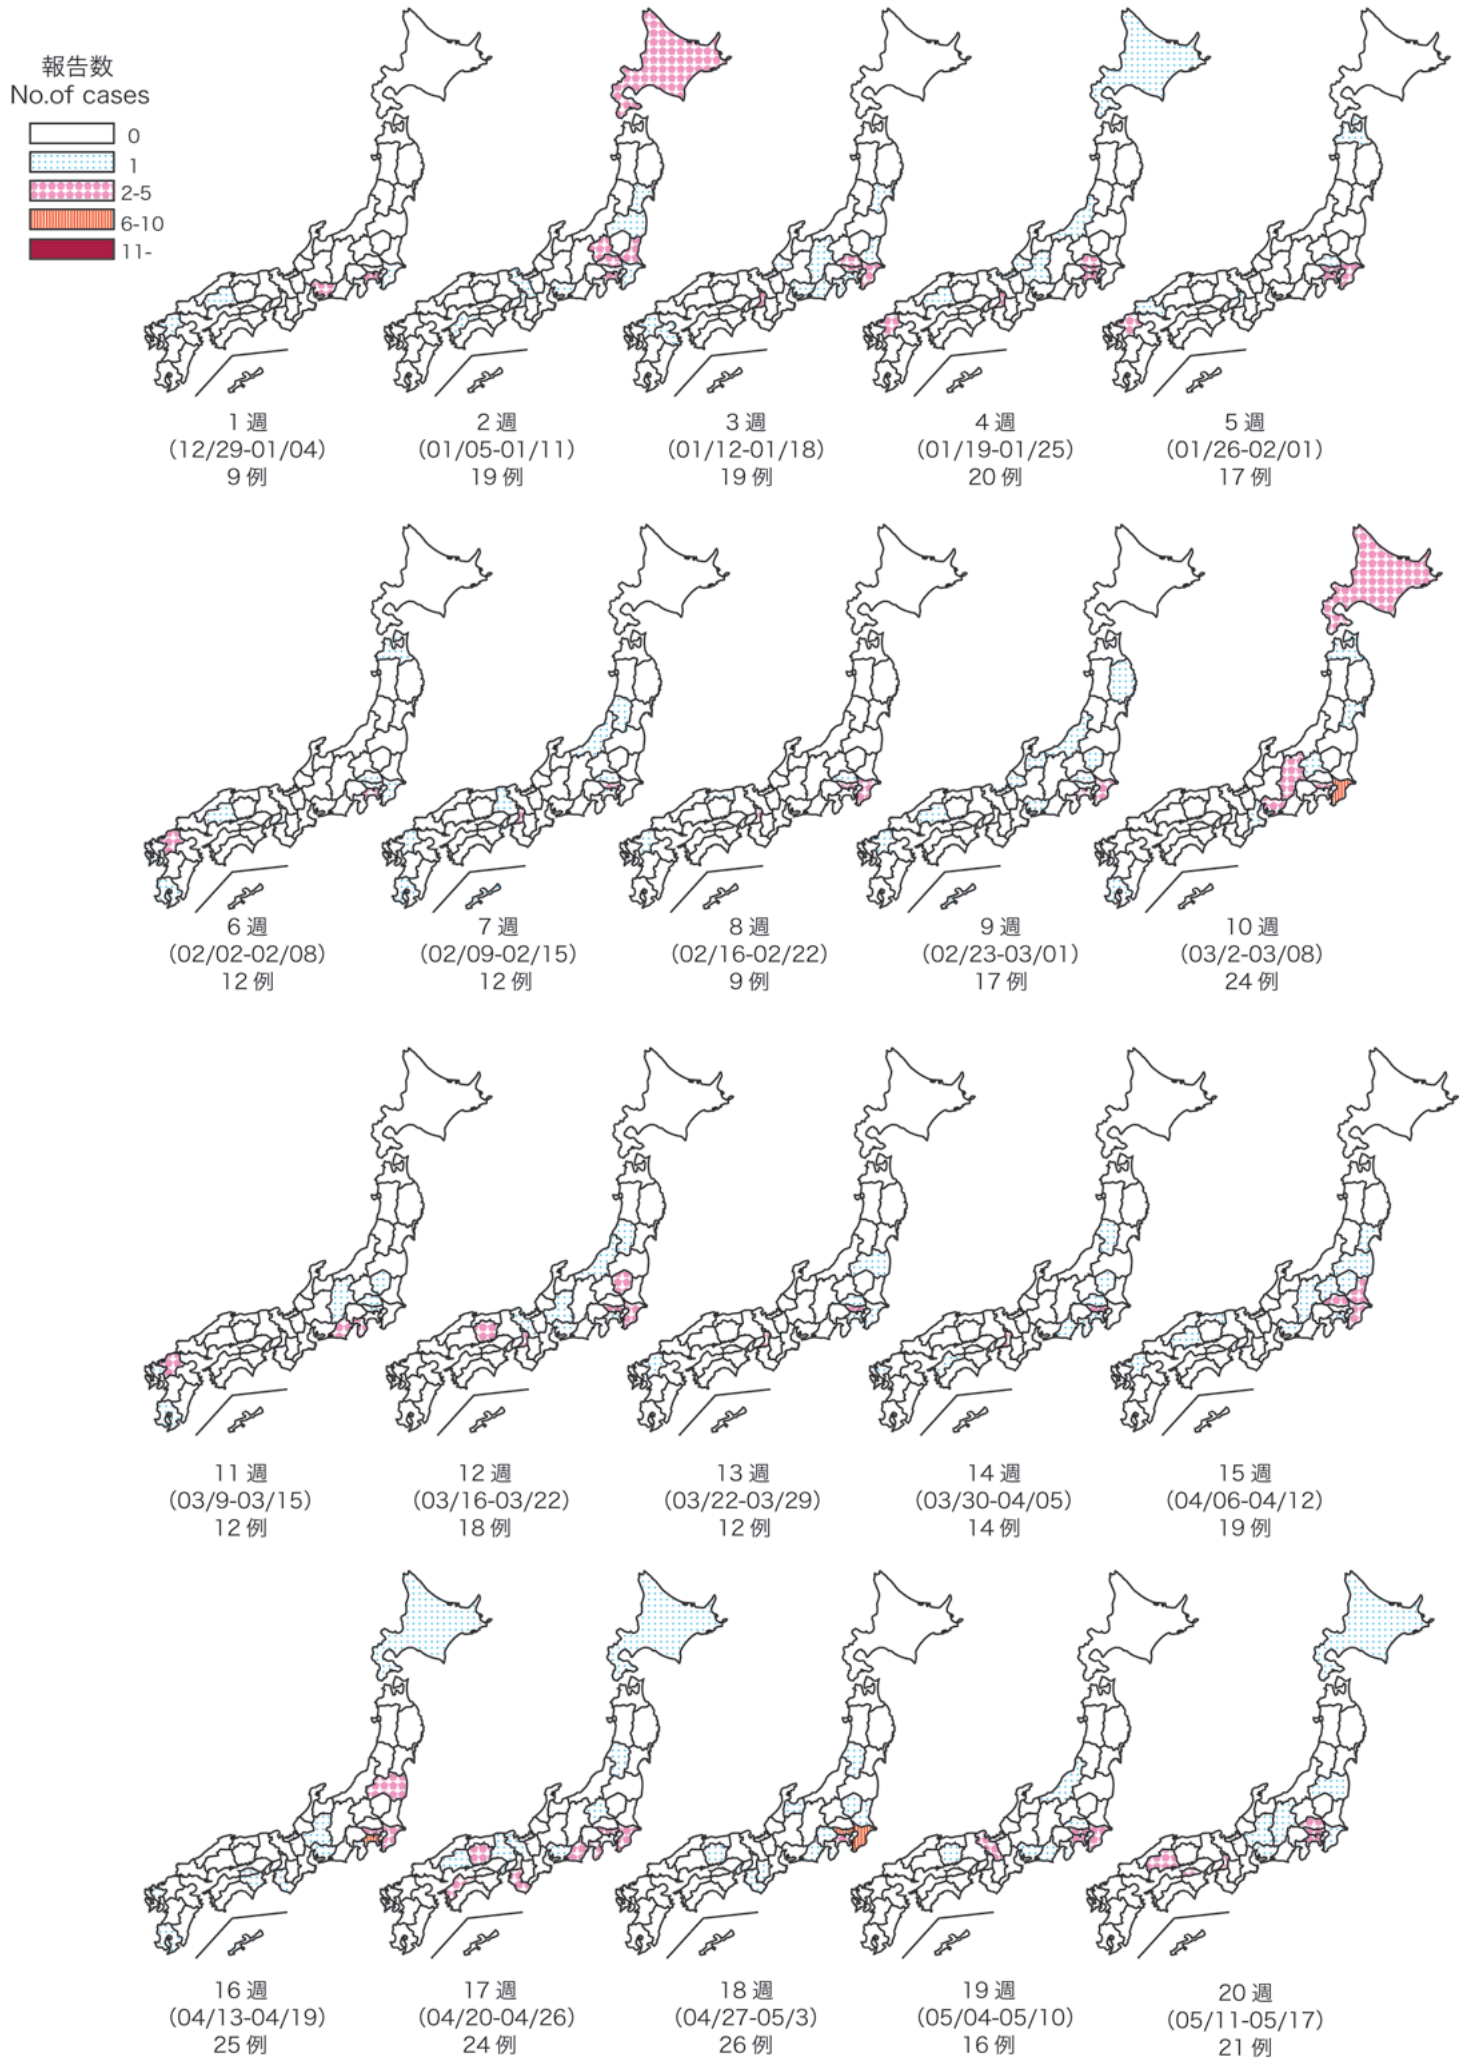 報告数
No.of cases
0
1
2-5
6-10
11-
1 週
(12/29-01/04)
9 例
2 週
(01/05-01/11)
19 例
3 週
(01/12-01/18)
19 例
4 週
(01/19-01/25)
20 例
5 週
(01/26-02/01)
17 例
6 週
(02/02-02/08)
12 例
7 週
(02/09-02/15)
12 例
8 週
(02/16-02/22)
9 例
9 週
(02/23-03/01)
17 例
10 週
(03/2-03/08)
24 例
11 週
(03/9-03/15)
12 例
12 週
(03/16-03/22)
18 例
13 週
(03/22-03/29)
12 例
14 週
(03/30-04/05)
14 例
15 週
(04/06-04/12)
19 例
16 週
(04/13-04/19)
25 例
17 週
(04/20-04/26)
24 例
18 週
(04/27-05/3)
26 例
19 週
(05/04-05/10)
16 例
20 週
(05/11-05/17)
21 例